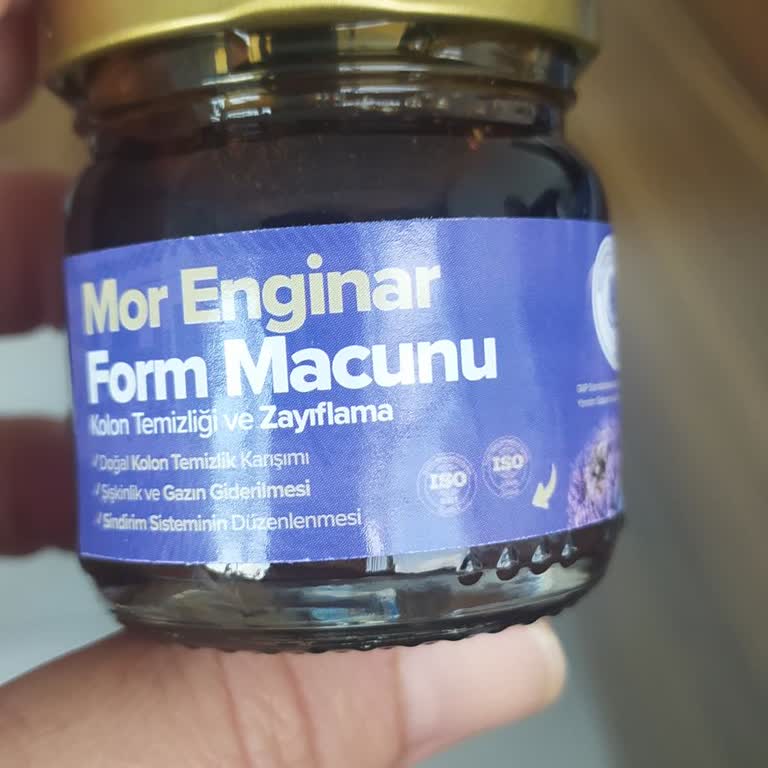 Mor Enginar
Form Macunu
Kolon Temizliği ve Zayıflama
✓Doğal Kolon Temizlik Karışımı
✓Şişkinlik ve Gazın Giderilmesi
✓Sindirim Sisteminin Düzenlenmesi
ISO
ISO